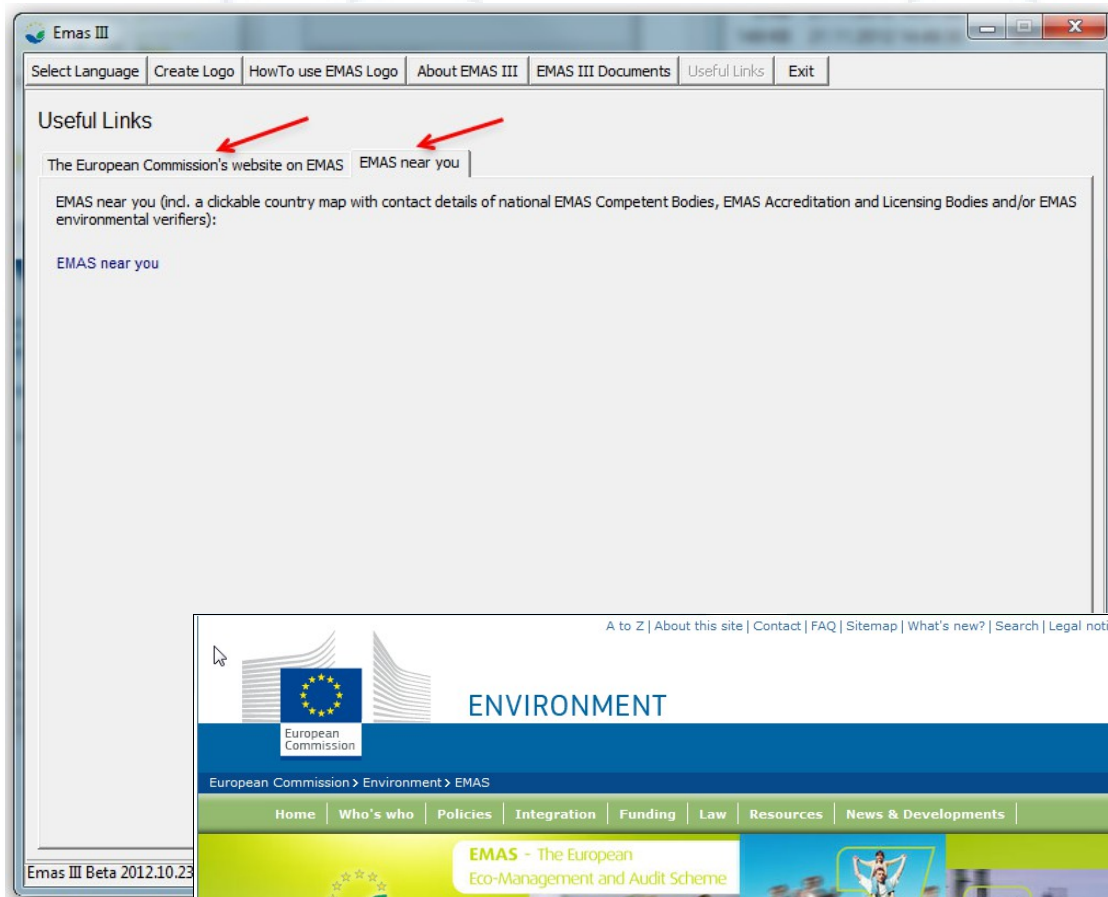 Emas III
Select Language Create Logo HowTo use EMAS Logo About EMAS III EMAS III Documents Useful Links Exit
Useful Links
The European Commission's website on EMAS EMAS near you
EMAS near you (incl. a clickable country map with contact details of national EMAS Competent Bodies, EMAS Accreditation and Licensing Bodies and/or EMAS
environmental verifiers):
EMAS near you
A to Z | About this site | Contact | FAQ | Sitemap | What's new? | Search | Legal noti
ENVIRONMENT
European
Commission
European Commission > Environment > EMAS
Home Who's who Policies Integration Funding Law Resources News & Developments
EMAS - The European
Eco-Management and Audit Scheme
Emas III Beta 2012.10.23